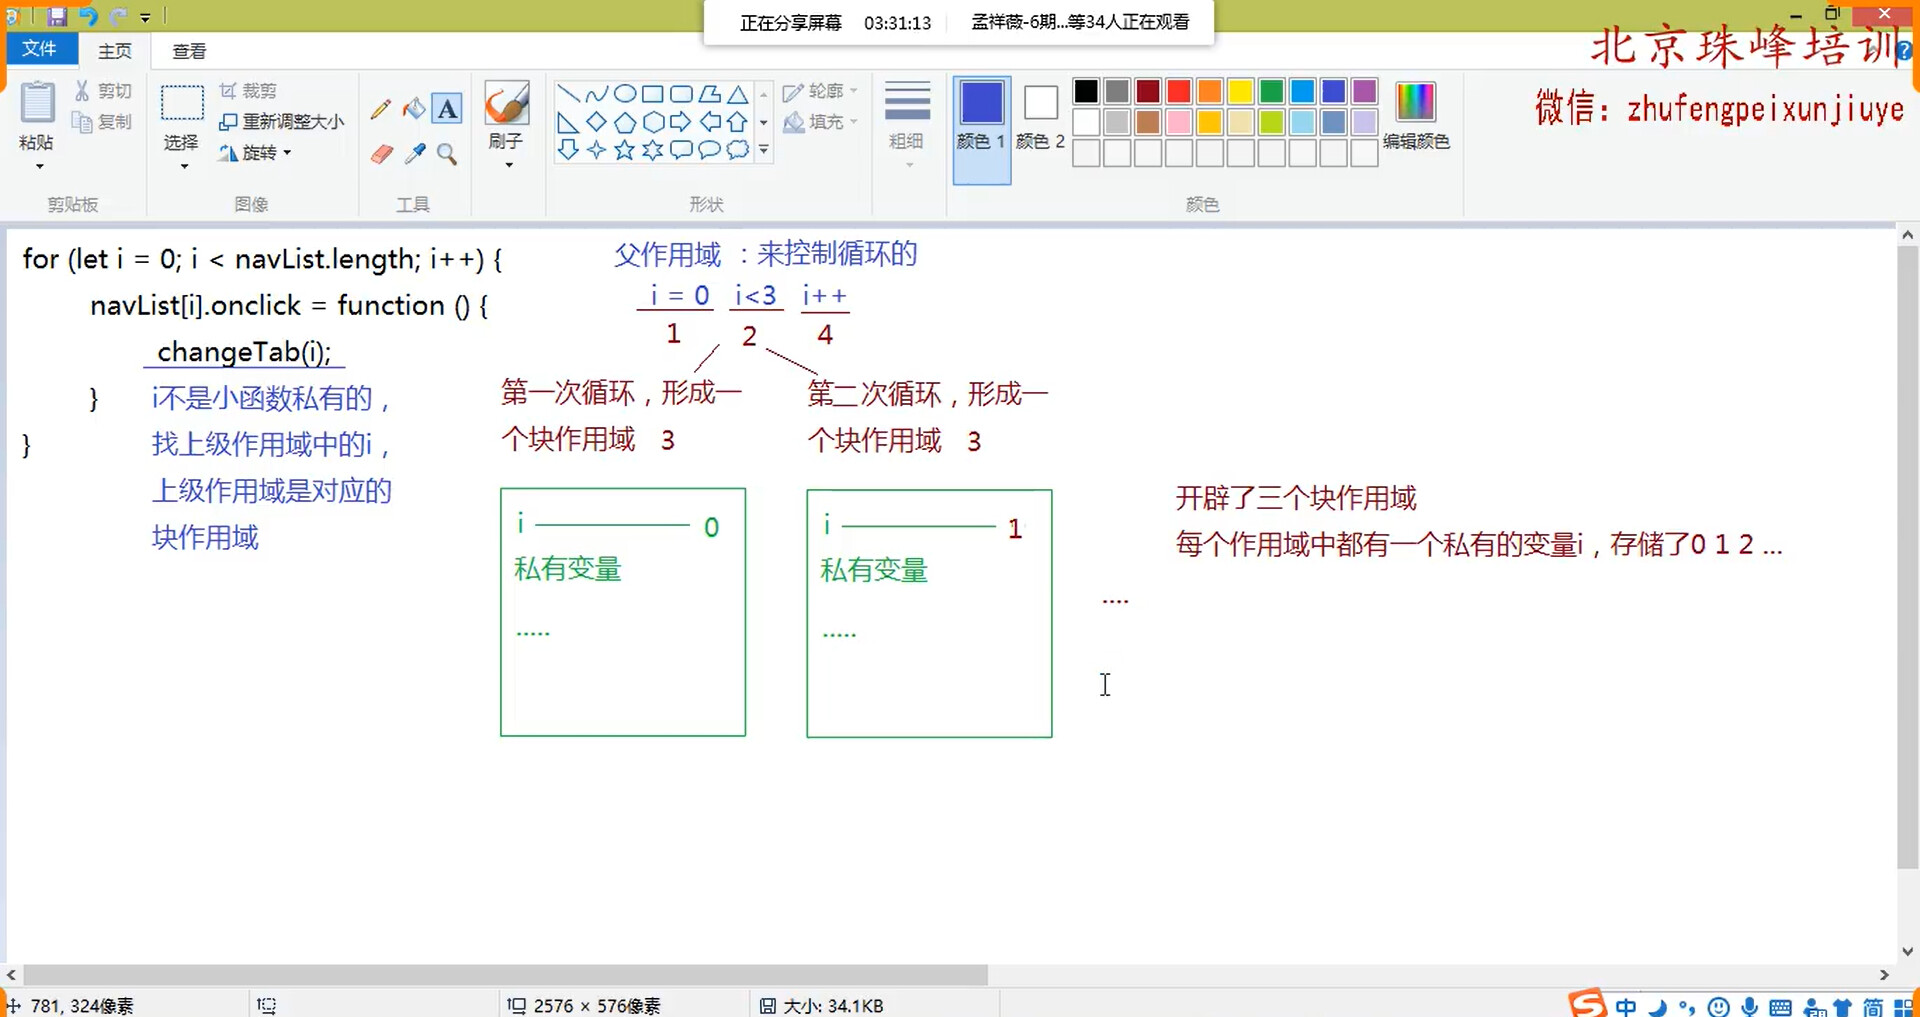 正在分享屏幕 03:31:13 孟祥薇-6期...等34人正在观看
文件 主页 查看
北京珠峰培训
微信：zhufengpeixunjiuye
粘贴
剪切
复制
剪贴板
选择
裁剪
重新调整大小
旋转
图像
A
工具
刷子
形状
轮廓
填充
粗细
颜色 1
颜色 2
编辑颜色
颜色
for (let i = 0; i < navList.length; i++) {
navList[i].onclick = function () {
changeTab(i);
}
}
i不是小函数私有的，
找上级作用域中的i，
上级作用域是对应的
块作用域
父作用域 ：来控制循环的
i = 0 i<3 i++
1 2 4
第一次循环，形成一
个块作用域 3
i 0
私有变量
.....
第二次循环，形成一
个块作用域 3
i 1
私有变量
.....
....
开辟了三个块作用域
每个作用域中都有一个私有的变量i，存储了0 1 2 ...
781, 324像素
2576 × 576像素
大小: 34.1KB
中
简